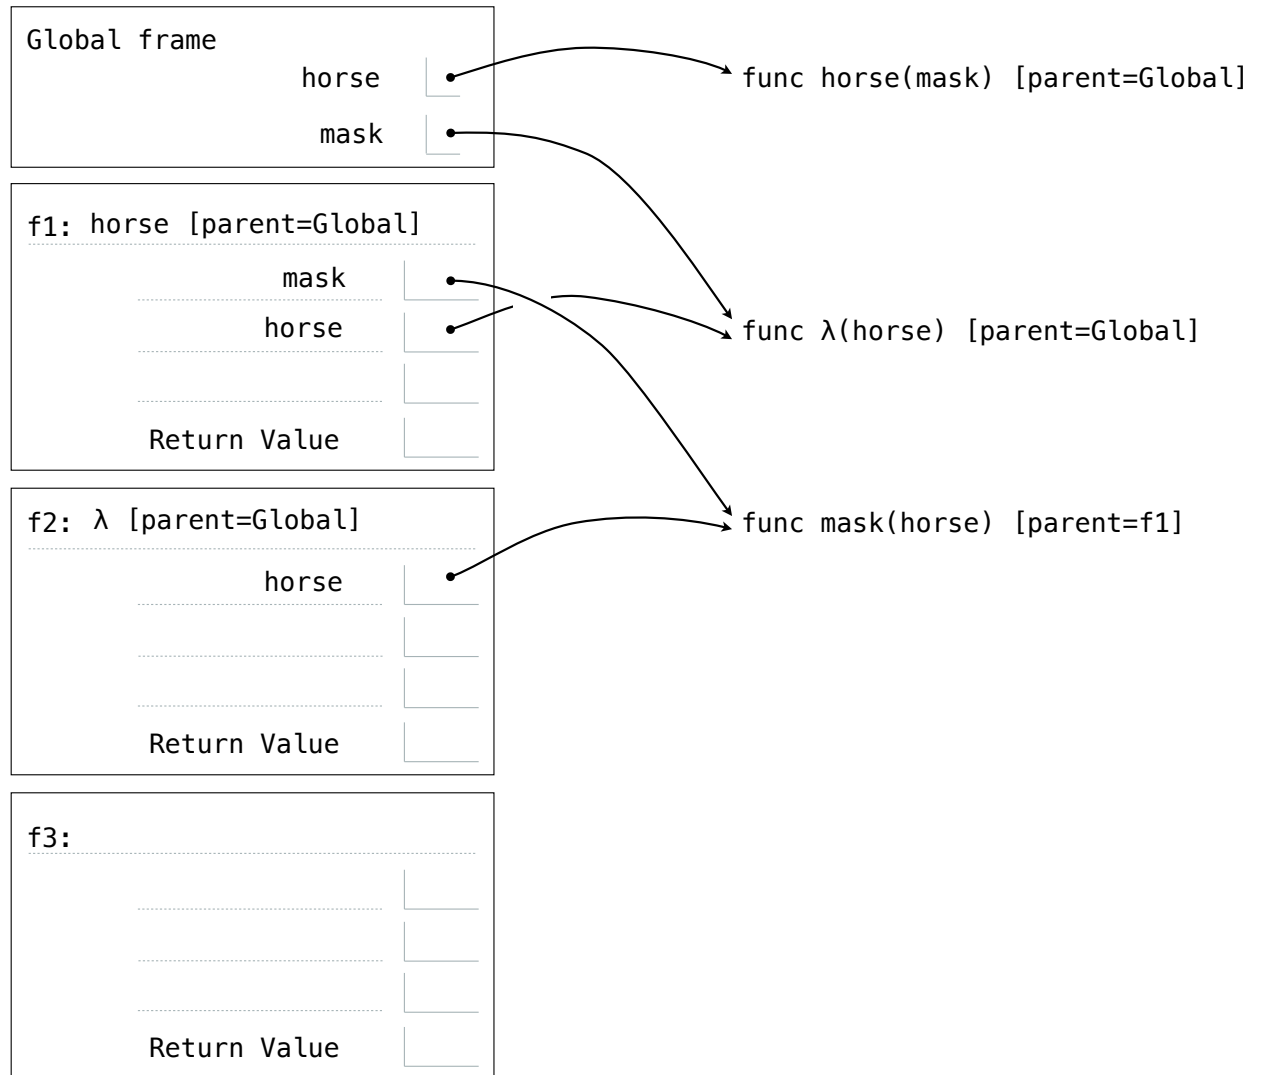 Global frame
horse
func horse(mask) [parent=Global]
mask
f1: horse [parent=Global]
mask
horse
func λ(horse) [parent=Global]
Return Value
f2: λ [parent=Global]
func mask(horse) [parent=f1]
horse
Return Value
f3:
Return Value